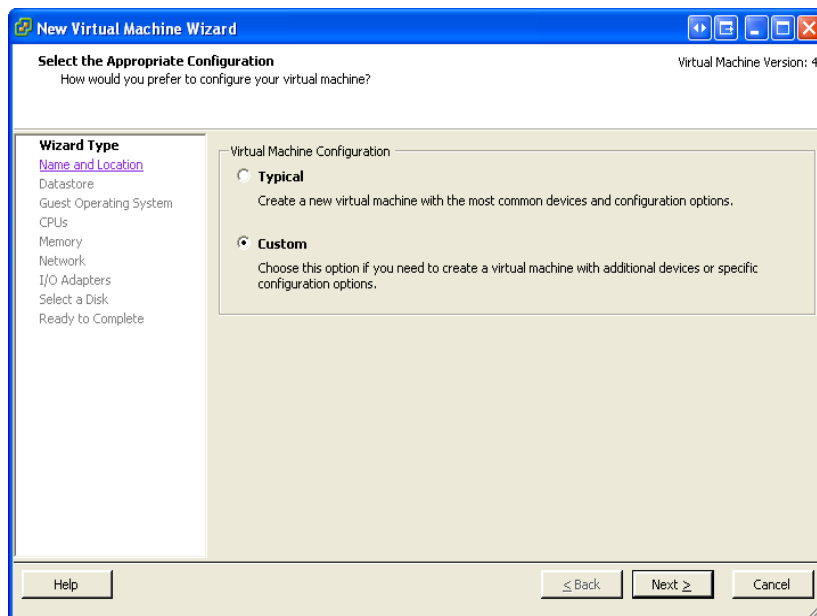 New Virtual Machine Wizard
Select the Appropriate Configuration
How would you prefer to configure your virtual machine?
Virtual Machine Version: 4
Wizard Type
Name and Location
Datastore
Guest Operating System
CPUs
Memory
Network
I/O Adapters
Select a Disk
Ready to Complete
Virtual Machine Configuration
Typical
Create a new virtual machine with the most common devices and configuration options.
Custom
Choose this option if you need to create a virtual machine with additional devices or specific
configuration options.
Help
< Back
Next >
Cancel